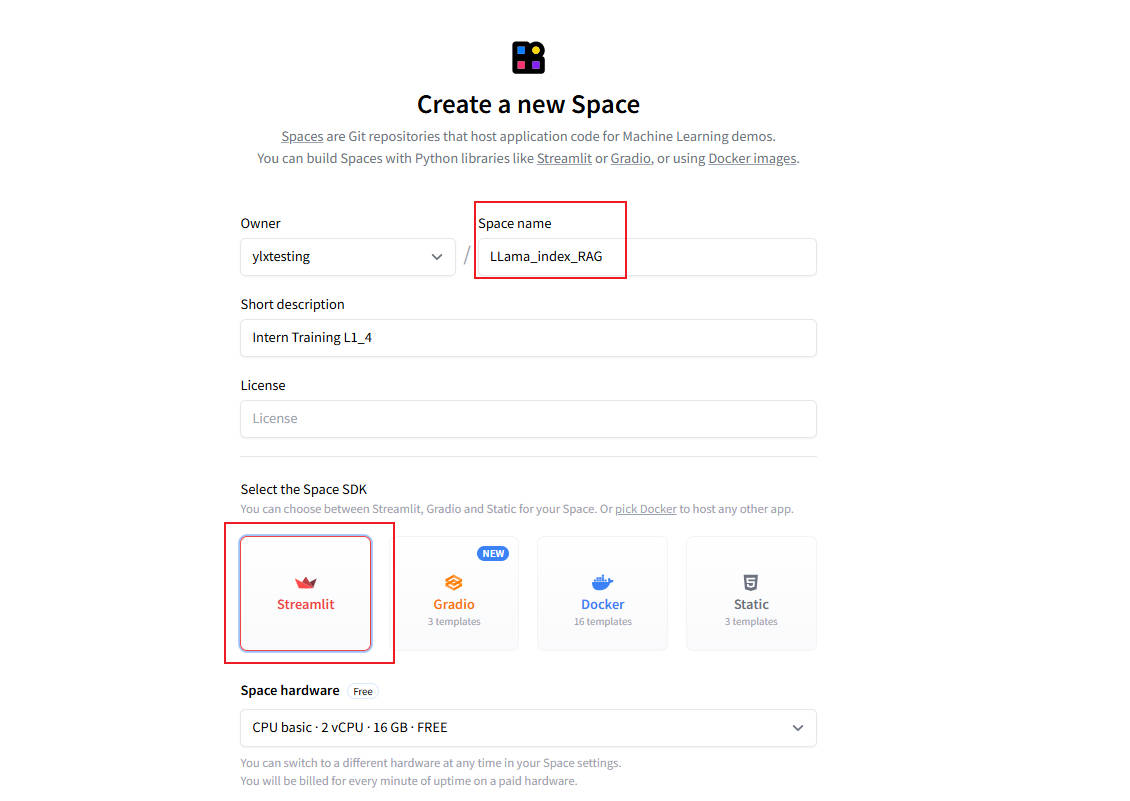 Create a new Space
Spaces are Git repositories that host application code for Machine Learning demos.
You can build Spaces with Python libraries like Streamlit or Gradio, or using Docker images.
Owner
Space name
ylxtesting
/
LLama_index_RAG
Short description
Intern Training L1_4
License
License
Select the Space SDK
You can choose between Streamlit, Gradio and Static for your Space. Or pick Docker to host any other app.
Streamlit
NEW
Gradio
3 templates
Docker
16 templates
Static
3 templates
Space hardware Free
CPU basic · 2 vCPU · 16 GB · FREE
You can switch to a different hardware at any time in your Space settings.
You will be billed for every minute of uptime on a paid hardware.